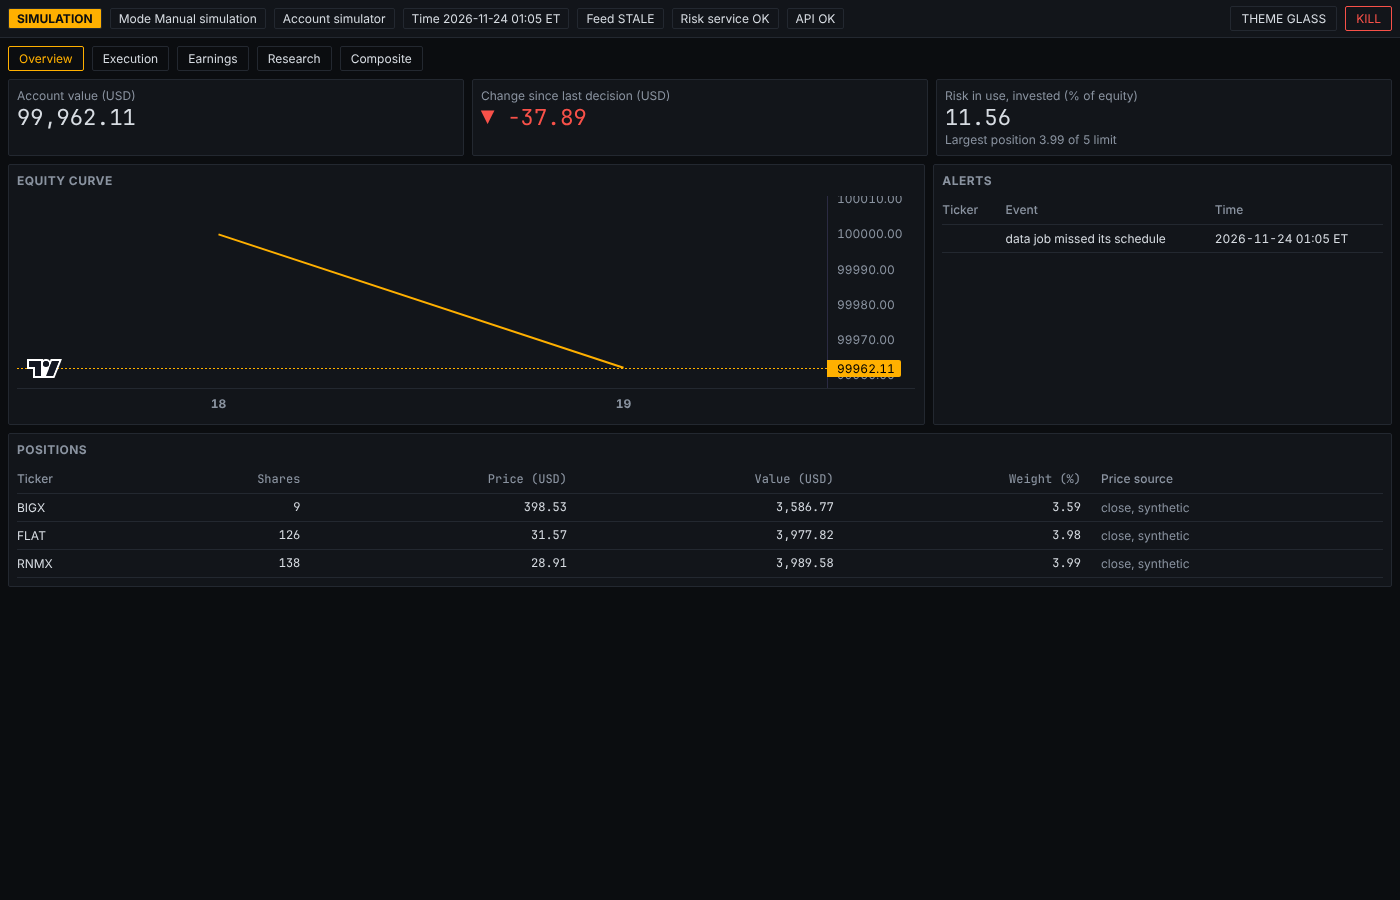 SIMULATION Mode Manual simulation Account simulator Time 2026-11-24 01:05 ET Feed STALE Risk service OK API OK THEME GLASS KILL
Overview Execution Earnings Research Composite
Account value (USD)
99,962.11
Change since last decision (USD)
▼ -37.89
Risk in use, invested (% of equity)
11.56
Largest position 3.99 of 5 limit
EQUITY CURVE
100010.00
100000.00
99990.00
99980.00
99970.00
99962.11
18 19
ALERTS
Ticker Event Time
data job missed its schedule 2026-11-24 01:05 ET
POSITIONS
Ticker Shares Price (USD) Value (USD) Weight (%) Price source
BIGX 9 398.53 3,586.77 3.59 close, synthetic
FLAT 126 31.57 3,977.82 3.98 close, synthetic
RNMX 138 28.91 3,989.58 3.99 close, synthetic